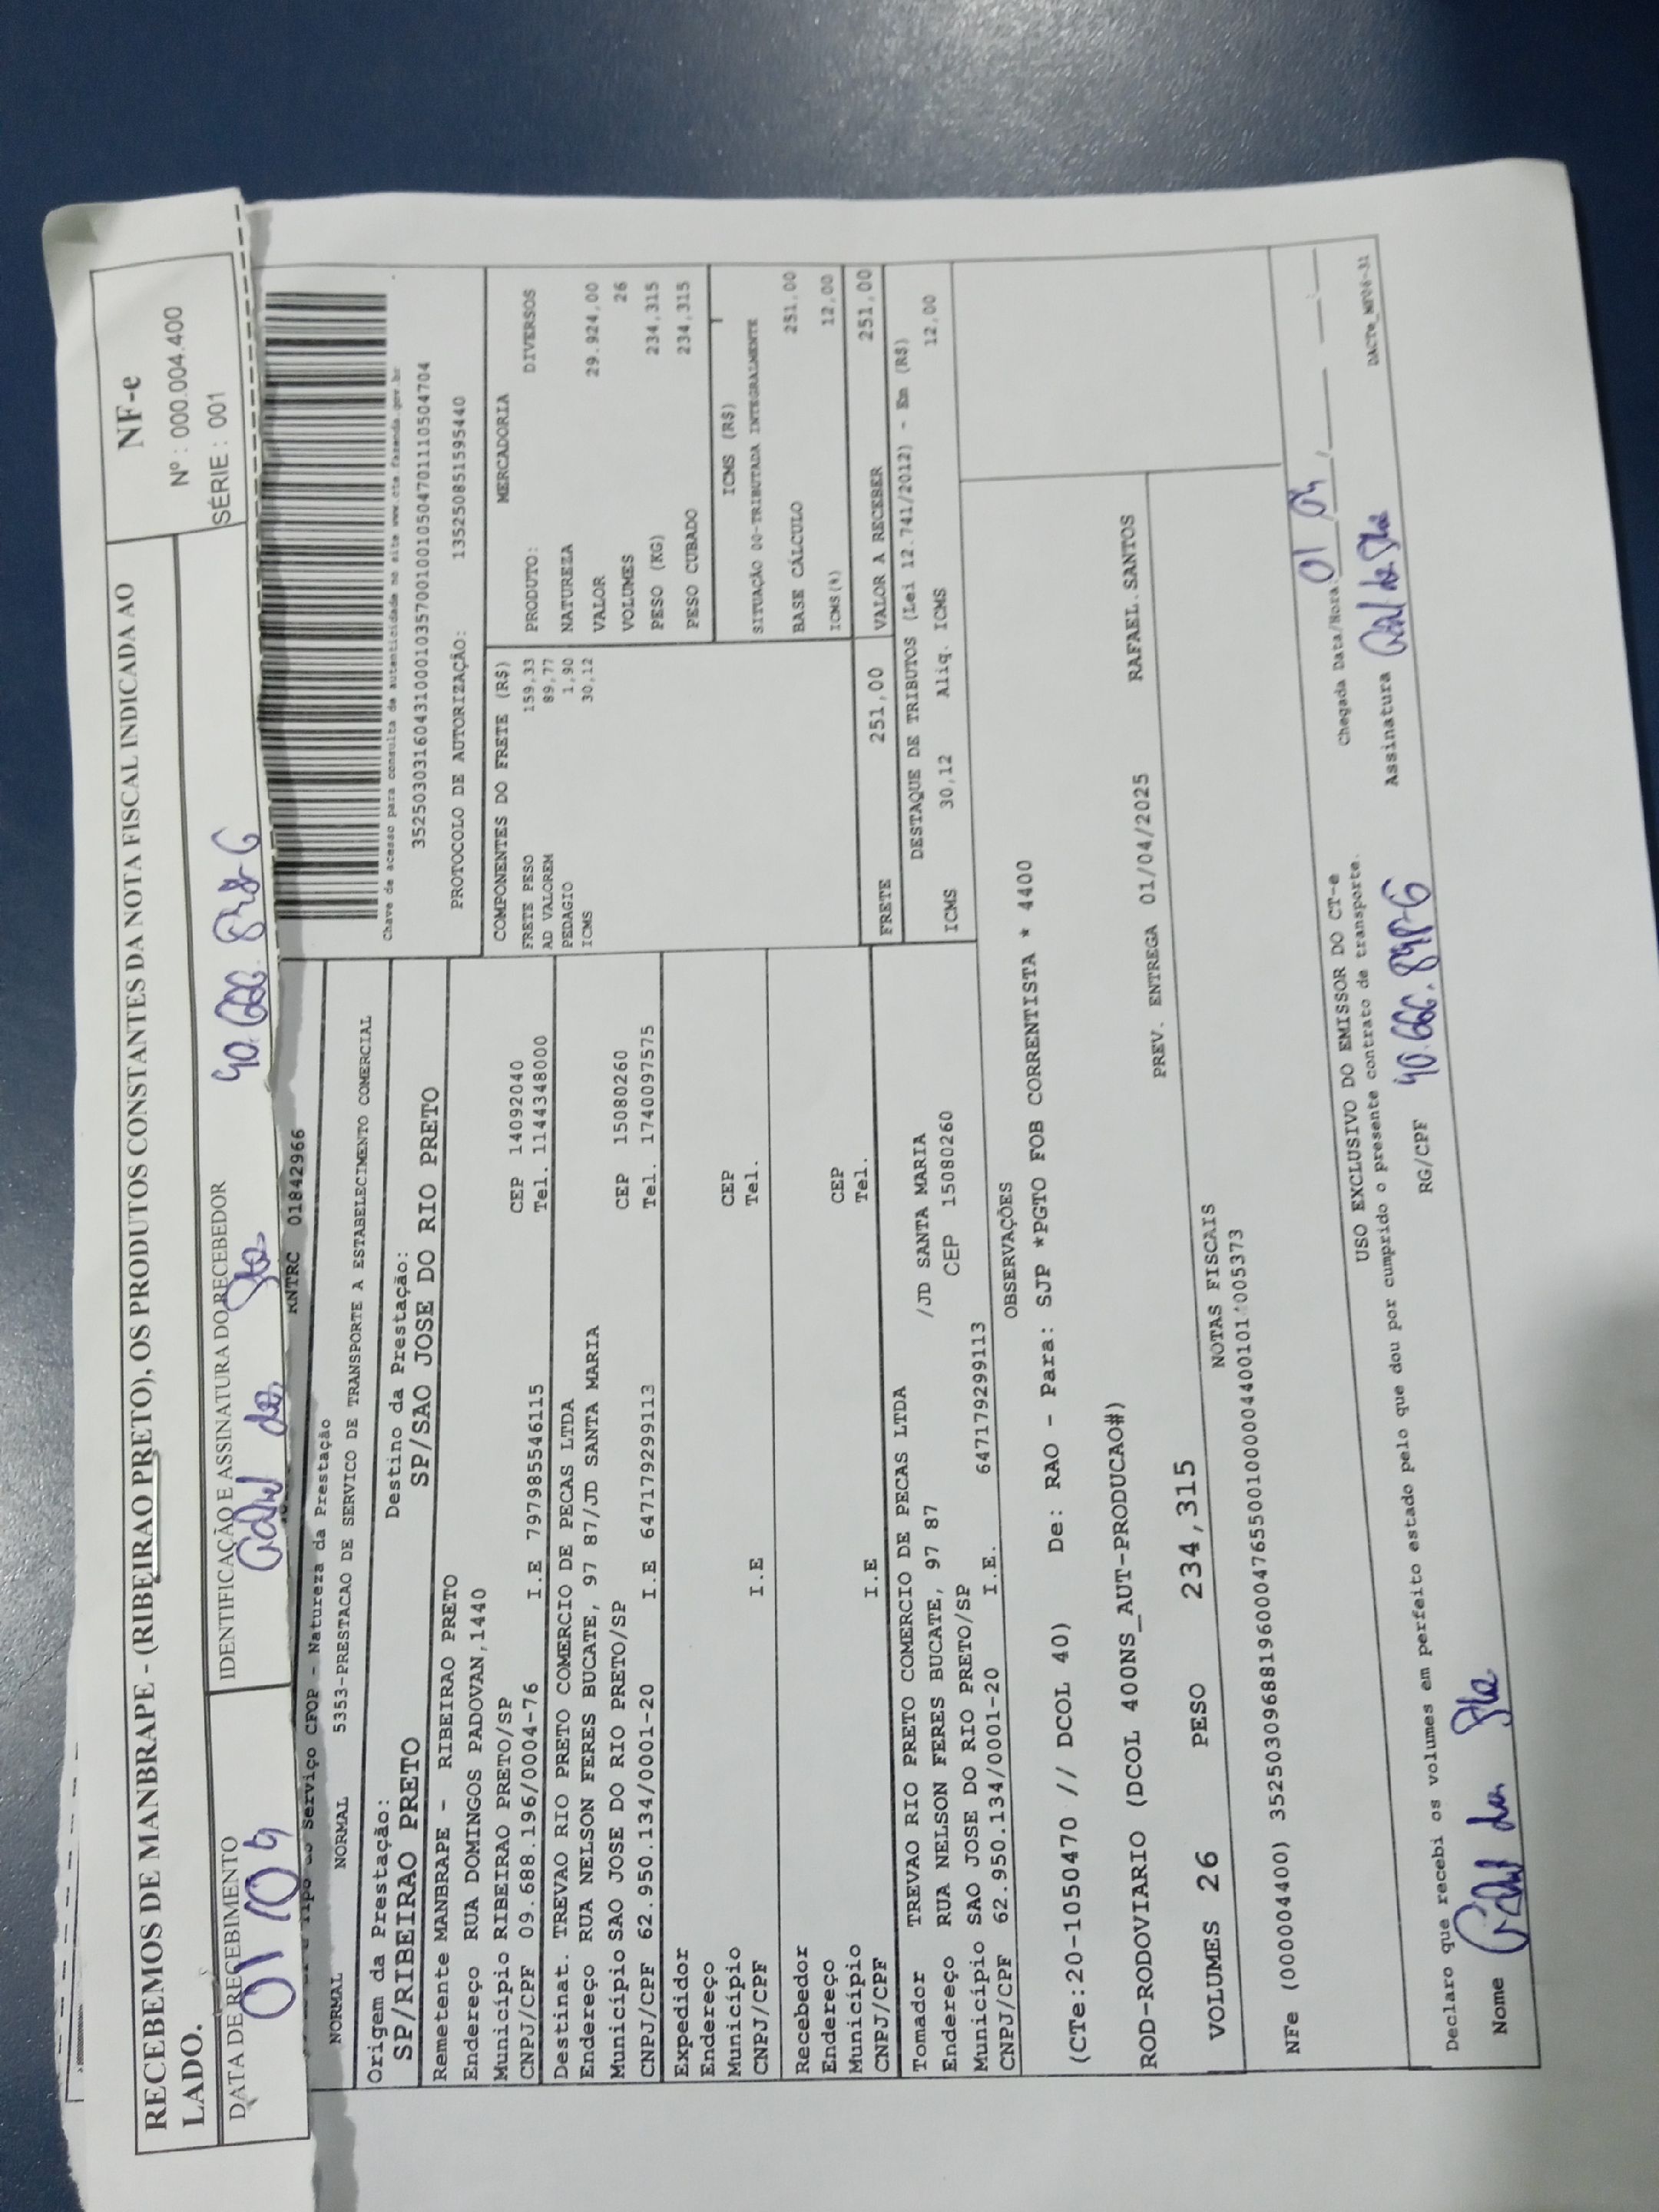 RECEBEMOS DE MANBRAPE - (RIBEIRAO PRETO), OS PRODUTOS CONSTANTES DA NOTA FISCAL INDICADA AO
LADO.
NF-e
Nº : 000.004.400
SÉRIE : 001
DATA DE RECEBIMENTO
01/04
IDENTIFICAÇÃO E ASSINATURA DO RECEBEDOR
RNTRC 01842966
Tipo do Serviço CFOP - Natureza da Prestação
NORMAL NORMAL 5353-PRESTACAO DE SERVICO DE TRANSPORTE A ESTABELECIMENTO COMERCIAL
Chave de acesso para consulta de autenticidade no site www.cte.fazenda.gov.br
35250303160431000103570010010504701110504704
PROTOCOLO DE AUTORIZAÇÃO: 135250851595440
Origem da Prestação: Destino da Prestação:
SP/RIBEIRAO PRETO SP/SAO JOSE DO RIO PRETO
Remetente MANBRAPE - RIBEIRAO PRETO
Endereço RUA DOMINGOS PADOVAN,1440
Município RIBEIRAO PRETO/SP CEP 14092040
CNPJ/CPF 09.688.196/0004-76 I.E 797985546115 Tel. 1144348000
Destinat. TREVAO RIO PRETO COMERCIO DE PECAS LTDA
Endereço RUA NELSON FERES BUCATE, 97 87/JD SANTA MARIA
Município SAO JOSE DO RIO PRETO/SP CEP 15080260
CNPJ/CPF 62.950.134/0001-20 I.E 647179299113 Tel. 1740097575
Expedidor
Endereço
Município CEP
CNPJ/CPF I.E Tel.
Recebedor
Endereço
Município CEP
CNPJ/CPF I.E Tel.
Tomador TREVAO RIO PRETO COMERCIO DE PECAS LTDA
Endereço RUA NELSON FERES BUCATE, 97 87 /JD SANTA MARIA
Município SAO JOSE DO RIO PRETO/SP CEP 15080260
CNPJ/CPF 62.950.134/0001-20 I.E. 647179299113
COMPONENTES DO FRETE (R$)
FRETE PESO 159,33
AD VALOREM 89,77
PEDAGIO 1,90
ICMS 30,12
MERCADORIA
PRODUTO: DIVERSOS
NATUREZA
VALOR 29.924,00
VOLUMES 26
PESO (KG) 234,315
PESO CUBADO 234,315
ICMS (R$)
SITUAÇÃO 00-TRIBUTADA INTEGRALMENTE
BASE CÁLCULO 251,00
ICMS(%) 12,00
FRETE 251,00 VALOR A RECEBER 251,00
DESTAQUE DE TRIBUTOS (Lei 12.741/2012) - Em (R$)
ICMS 30,12 Aliq. ICMS 12,00
OBSERVAÇÕES
(CTe:20-1050470 // DCOL 40) De: RAO - Para: SJP *PGTO FOB CORRENTISTA * 4400
ROD-RODOVIARIO (DCOL 400NS_AUT-PRODUCAO#) PREV. ENTREGA 01/04/2025 RAFAEL.SANTOS
VOLUMES 26 PESO 234,315
NOTAS FISCAIS
NFe (000004400)
USO EXCLUSIVO DO EMISSOR DO CT-e
Chegada Data/Hora: 01/04/
Declaro que recebi os volumes em perfeito estado pelo que dou por cumprido o presente contrato de transporte.
Nome RG/CPF Assinatura
DACTe_NF06-31